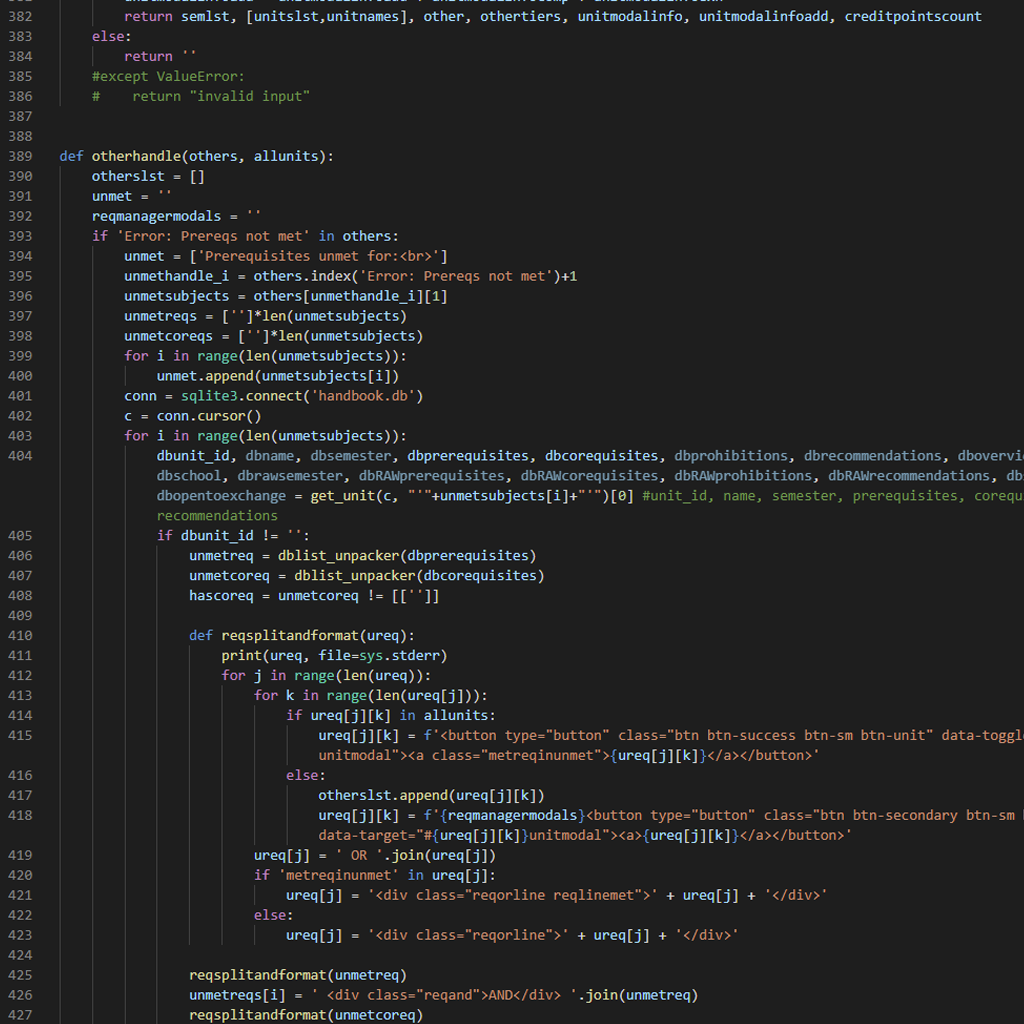 382 return semlst, [unitslst,unitnames], other, othertiers, unitmodalinfo, unitmodalinfoadd, creditpointscount
383 else:
384 return ''
385 #except ValueError:
386 #    return "invalid input"
387
388
389 def otherhandle(others, allunits):
390 otherslst = []
391 unmet = ''
392 reqmanagermodals = ''
393 if 'Error: Prereqs not met' in others:
394 unmet = ['Prerequisites unmet for:<br>']
395 unmethandle_i = others.index('Error: Prereqs not met')+1
396 unmetsubjects = others[unmethandle_i][1]
397 unmetreqs = ['']*len(unmetsubjects)
398 unmetcoreqs = ['']*len(unmetsubjects)
399 for i in range(len(unmetsubjects)):
400 unmet.append(unmetsubjects[i])
401 conn = sqlite3.connect('handbook.db')
402 c = conn.cursor()
403 for i in range(len(unmetsubjects)):
404 dbunit_id, dbname, dbsemester, dbprerequisites, dbcorequisites, dbprohibitions, dbrecommendations, dbovervi
dbschool, dbrawsemester, dbRAWprerequisites, dbRAWcorequisites, dbRAWprohibitions, dbRAWrecommendations, db
dbopentoexchange = get_unit(c, "'"+unmetsubjects[i]+"'")[0] #unit_id, name, semester, prerequisites, corequ
recommendations
405 if dbunit_id != '':
406 unmetreq = dblist_unpacker(dbprerequisites)
407 unmetcoreq = dblist_unpacker(dbcorequisites)
408 hascoreq = unmetcoreq != [['']]
409
410 def reqsplitandformat(ureq):
411 print(ureq, file=sys.stderr)
412 for j in range(len(ureq)):
413 for k in range(len(ureq[j])):
414 if ureq[j][k] in allunits:
415 ureq[j][k] = f'<button type="button" class="btn btn-success btn-sm btn-unit" data-toggl
unitmodal"><a class="metreqinunmet">{ureq[j][k]}</a></button>'
416 else:
417 otherslst.append(ureq[j][k])
418 ureq[j][k] = f'{reqmanagermodals}<button type="button" class="btn btn-secondary btn-sm
data-target="#{ureq[j][k]}unitmodal"><a>{ureq[j][k]}</a></button>'
419 ureq[j] = ' OR '.join(ureq[j])
420 if 'metreqinunmet' in ureq[j]:
421 ureq[j] = '<div class="reqorline reqlinemet">' + ureq[j] + '</div>'
422 else:
423 ureq[j] = '<div class="reqorline">' + ureq[j] + '</div>'
424
425 reqsplitandformat(unmetreq)
426 unmetreqs[i] = ' <div class="reqand">AND</div> '.join(unmetreq)
427 reqsplitandformat(unmetcoreq)